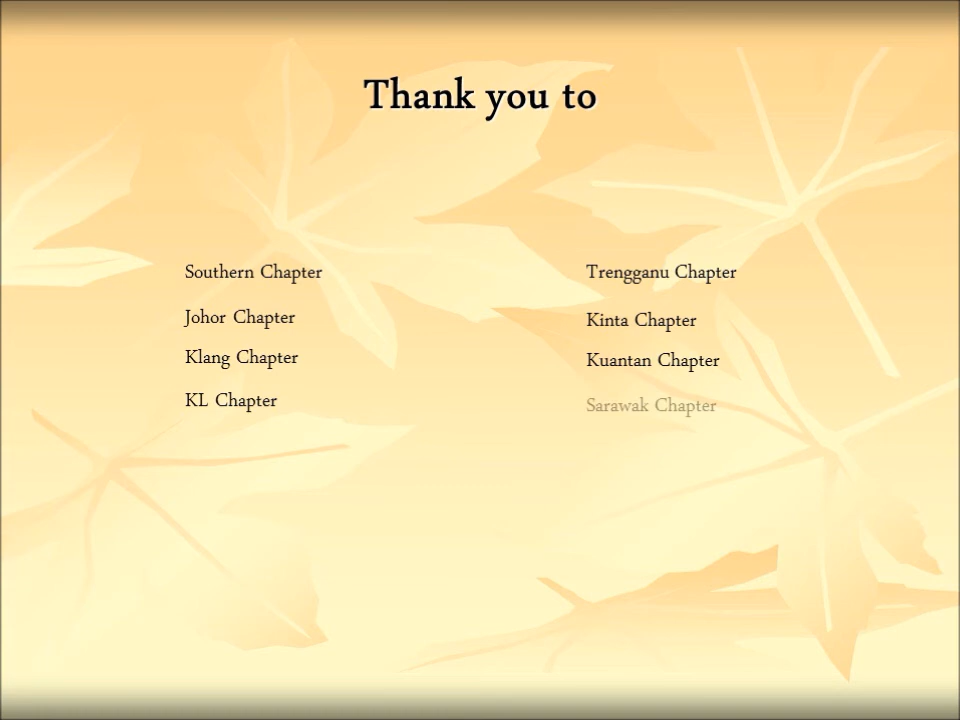 Thank you to
Southern Chapter
Johor Chapter
Klang Chapter
KL Chapter
Trengganu Chapter
Kinta Chapter
Kuantan Chapter
Sarawak Chapter